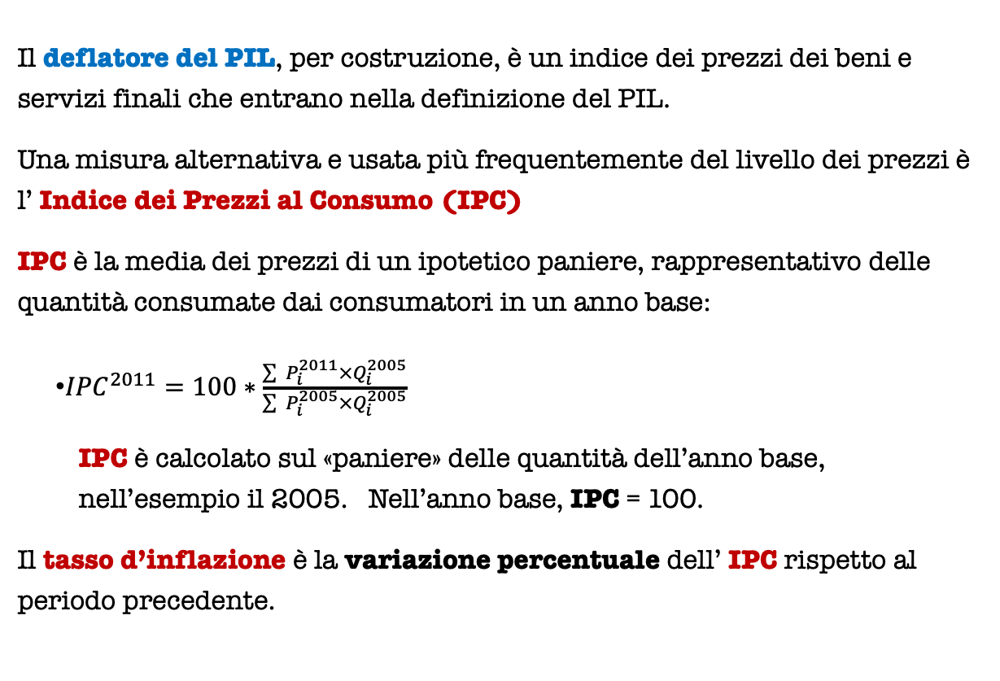 Il deflatore del PIL, per costruzione, è un indice dei prezzi dei beni e
servizi finali che entrano nella definizione del PIL.
Una misura alternativa e usata più frequentemente del livello dei prezzi è
l’ Indice dei Prezzi al Consumo (IPC)
IPC è la media dei prezzi di un ipotetico paniere, rappresentativo delle
quantità consumate dai consumatori in un anno base:
•𝐼𝑃𝐶^2011 = 100 ∗ (∑ P_i^2011×Q_i^2005)/(∑ P_i^2005×Q_i^2005)
IPC è calcolato sul «paniere» delle quantità dell’anno base,
nell’esempio il 2005. Nell’anno base, IPC = 100.
Il tasso d’inflazione è la variazione percentuale dell’ IPC rispetto al
periodo precedente.